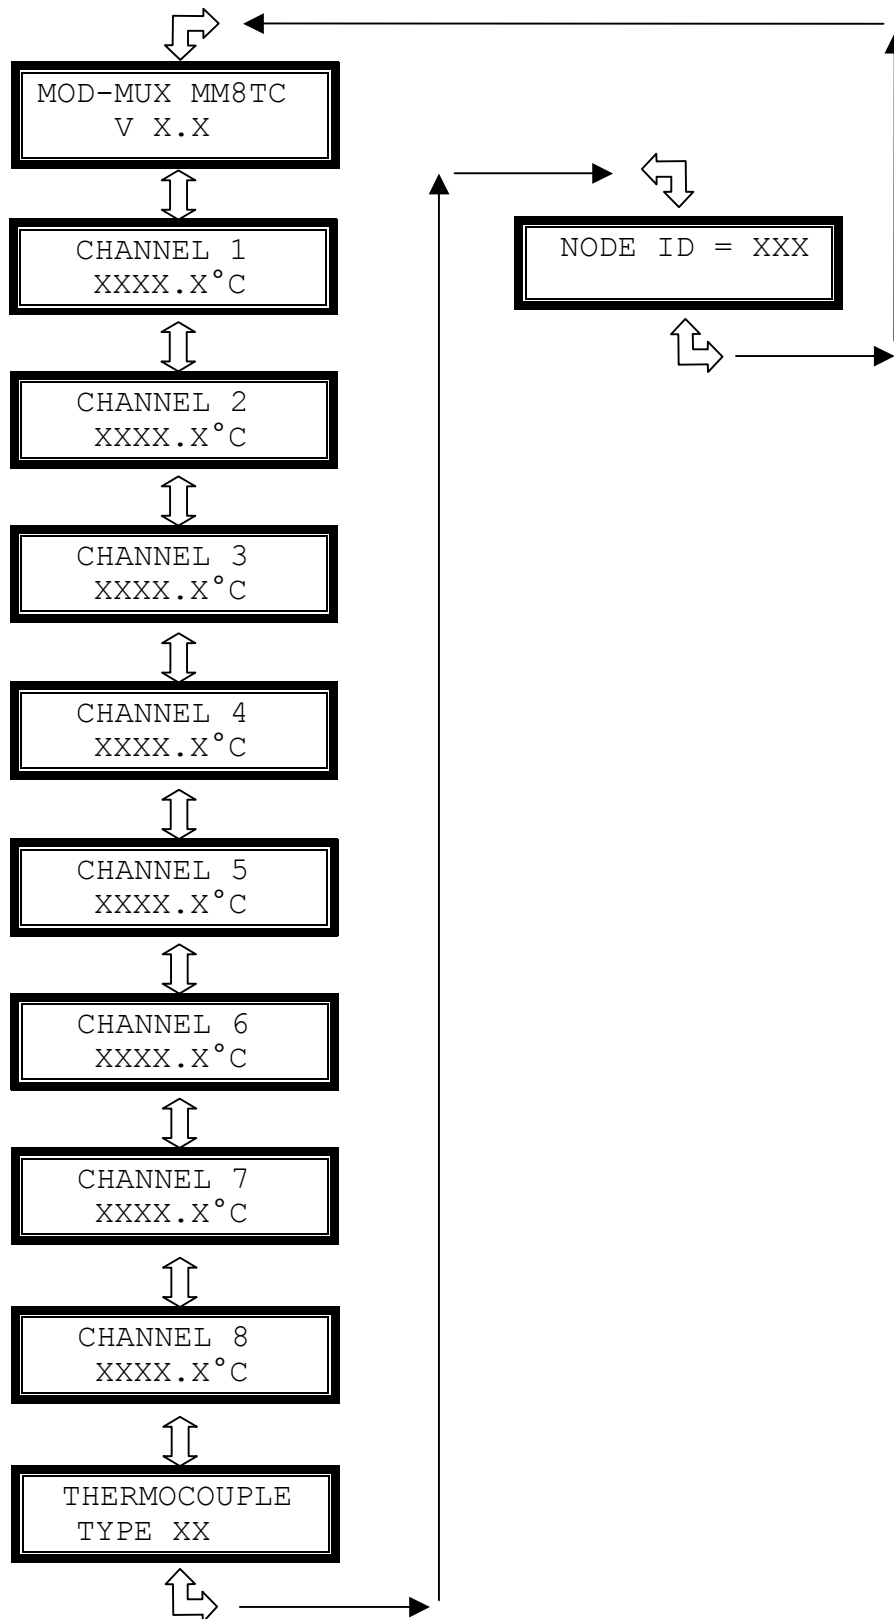 MOD-MUX MM8TC
V X.X
CHANNEL 1
XXXX.X°C
CHANNEL 2
XXXX.X°C
CHANNEL 3
XXXX.X°C
CHANNEL 4
XXXX.X°C
CHANNEL 5
XXXX.X°C
CHANNEL 6
XXXX.X°C
CHANNEL 7
XXXX.X°C
CHANNEL 8
XXXX.X°C
THERMOCOUPLE
TYPE XX
NODE ID = XXX